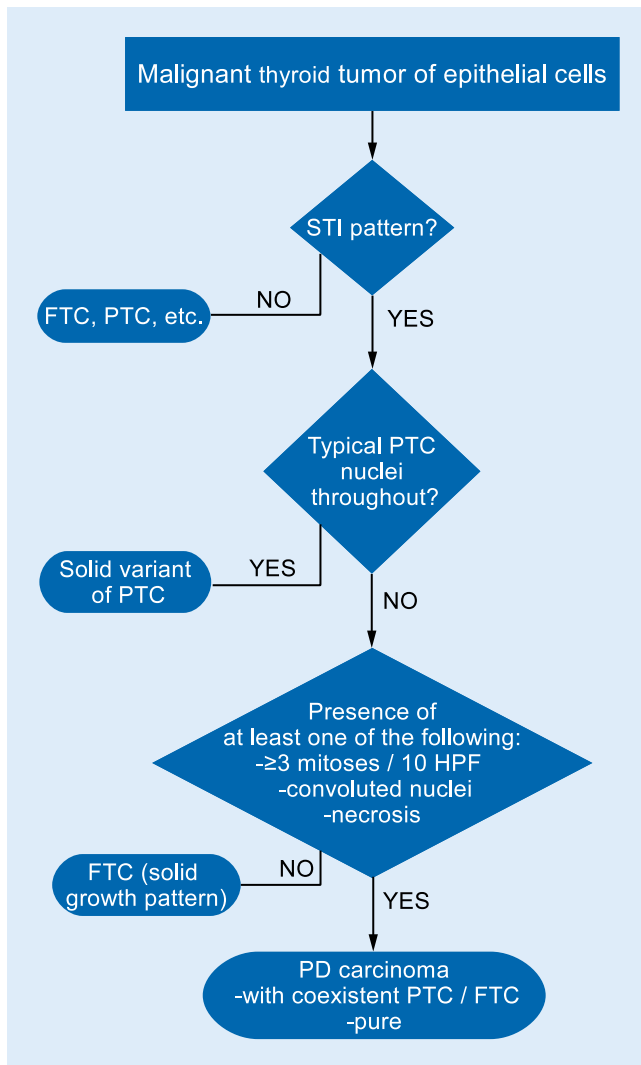 Malignant thyroid tumor of epithelial cells
STI pattern?
NO
FTC, PTC, etc.
YES
Typical PTC
nuclei
throughout?
YES
Solid variant
of PTC
NO
Presence of
at least one of the following:
-≥3 mitoses / 10 HPF
-convoluted nuclei
-necrosis
NO
FTC (solid
growth pattern)
YES
PD carcinoma
-with coexistent PTC / FTC
-pure